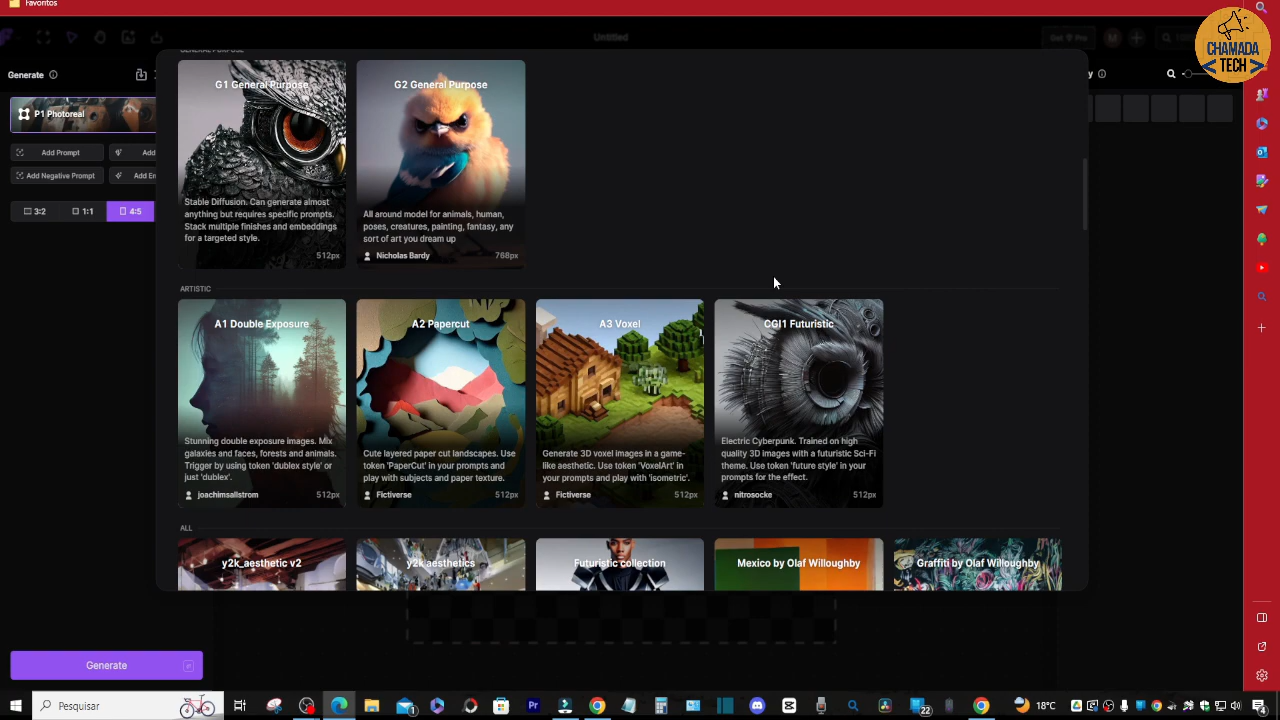 Favoritos
Untitled
Get Pro
M
CHAMADA
< TECH >
Generate
P1 Photoreal
Add Prompt
Add
Add Negative Prompt
Add Em
3:2
1:1
4:5
GENERAL PURPOSE
G1 General Purpose
Stable Diffusion. Can generate almost
anything but requires specific prompts.
Stack multiple finishes and embeddings
for a targeted style.
512px
G2 General Purpose
All around model for animals, human,
poses, creatures, painting, fantasy, any
sort of art you dream up
Nicholas Bardy 768px
ARTISTIC
A1 Double Exposure
Stunning double exposure images. Mix
galaxies and faces, forests and animals.
Trigger by using token 'dublex style' or
just 'dublex'.
joachimsallstrom 512px
A2 Papercut
Cute layered paper cut landscapes. Use
token 'PaperCut' in your prompts and
play with subjects and paper texture.
Fictiverse 512px
A3 Voxel
Generate 3D voxel images in a game-
like aesthetic. Use token 'VoxelArt' in
your prompts and play with 'isometric'.
Fictiverse 512px
CGI1 Futuristic
Electric Cyberpunk. Trained on high
quality 3D images with a futuristic Sci-Fi
theme. Use token 'future style' in your
prompts for the effect.
nitrosocke 512px
ALL
y2k_aesthetic v2
y2k aesthetics
Futuristic collection
Mexico by Olaf Willoughby
Graffiti by Olaf Willoughby
Generate
Pesquisar
22
18°C